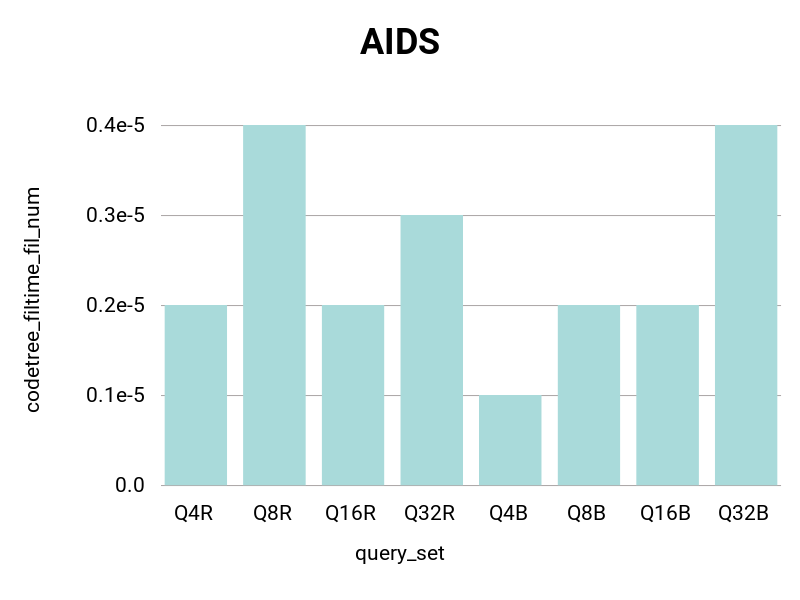 AIDS
codetree_filtime_fil_num
0.4e-5
0.3e-5
0.2e-5
0.1e-5
0.0
Q4R Q8R Q16R Q32R Q4B Q8B Q16B Q32B
query_set